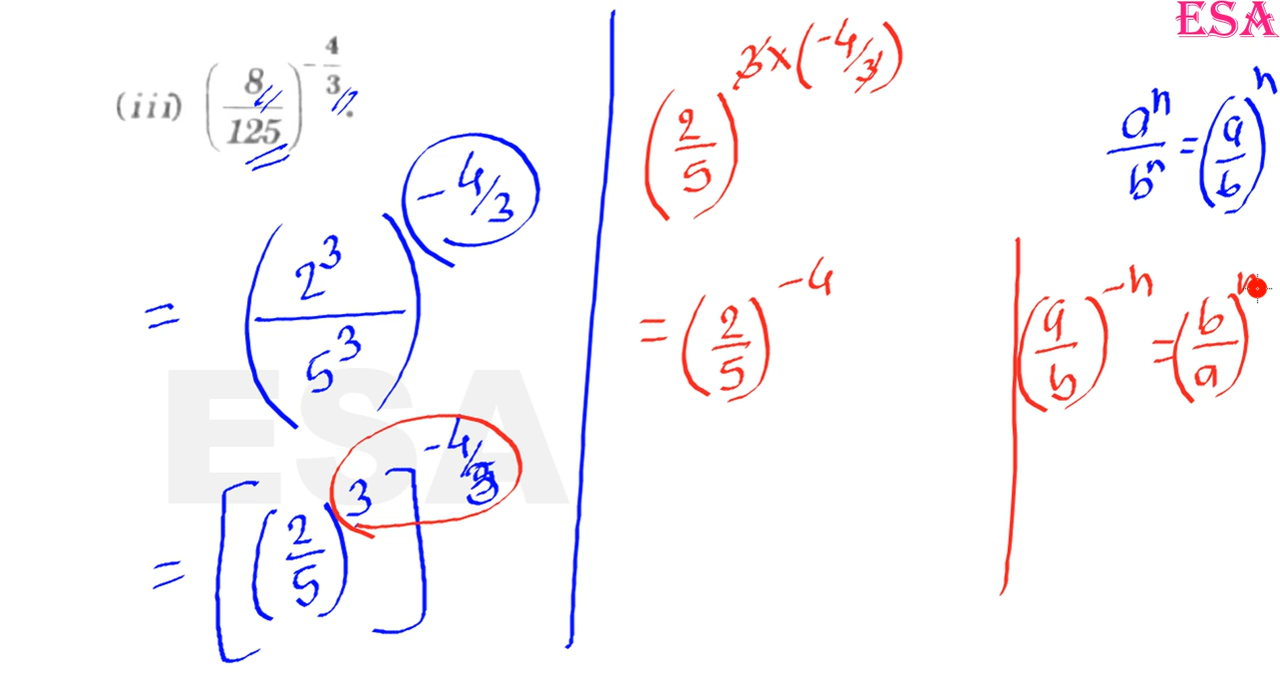 ESA
(iii) (8/125)^(-4/3).
= (2^3/5^3)^(-4/3)
= [(2/5)^3]^(-4/3)
(2/5)^(3×(-4/3))
= (2/5)^(-4)
a^n/b^n = (a/b)^n
(a/b)^(-n) = (b/a)^n
ESA